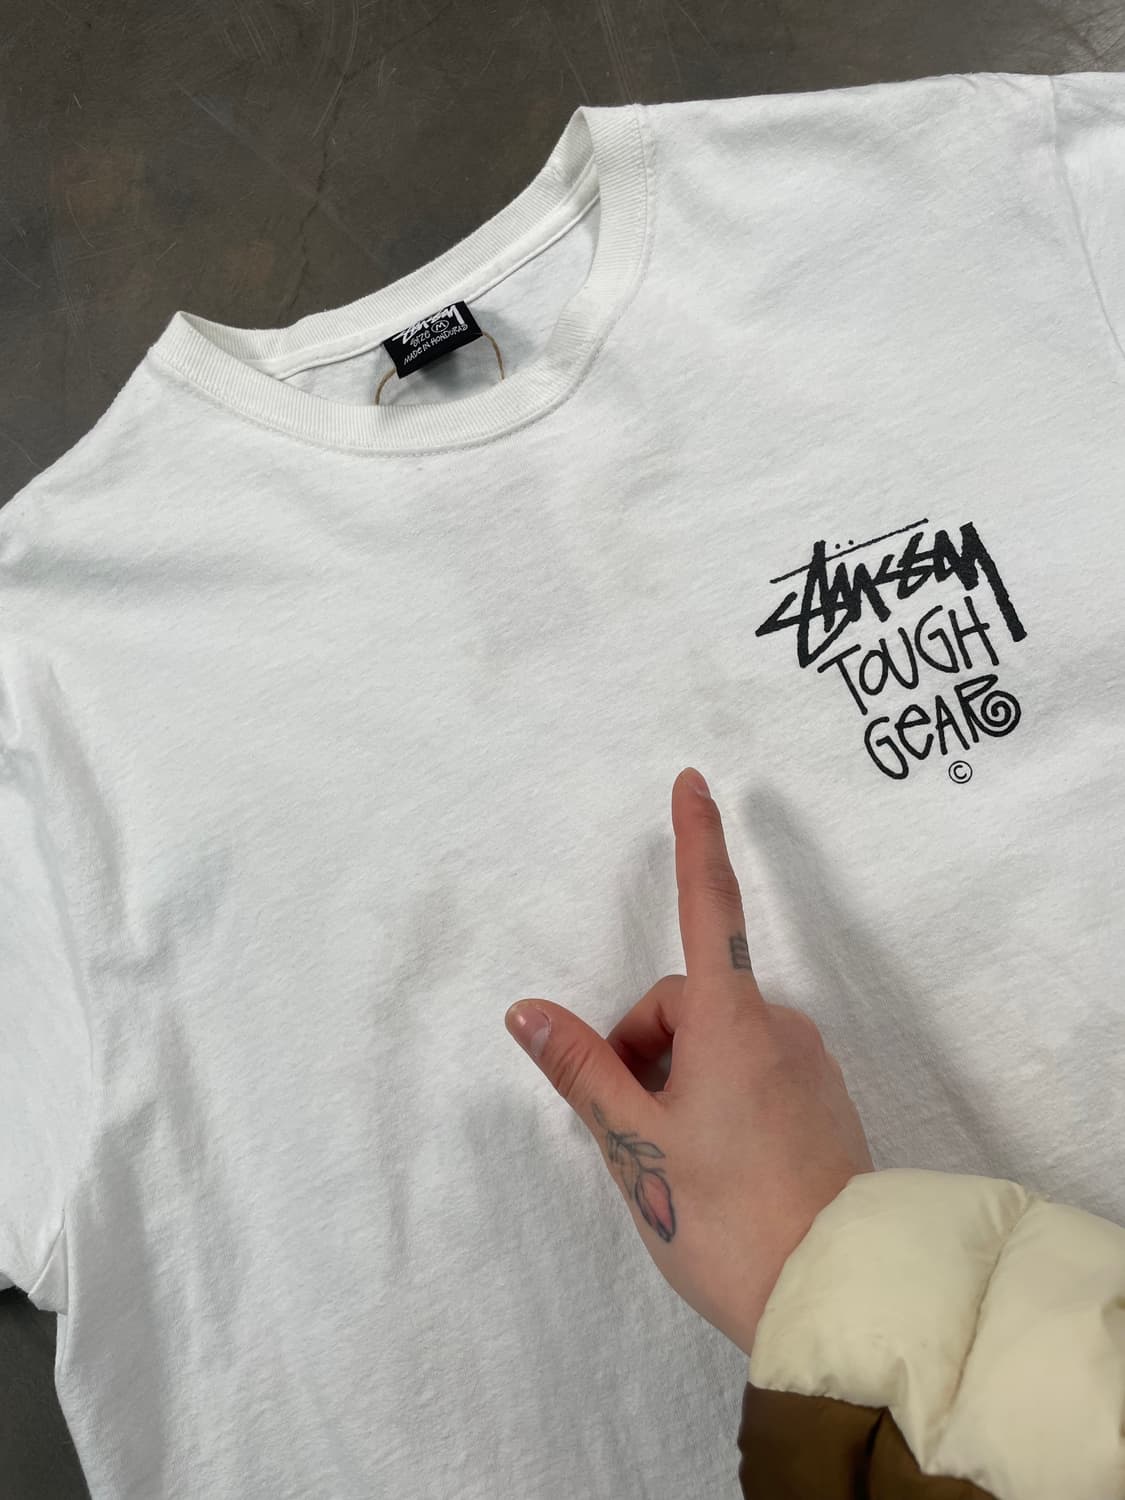 Stüssy
SIZE M
MADE IN HONDURAS
STÜSSY
TOUGH
GEAR
©